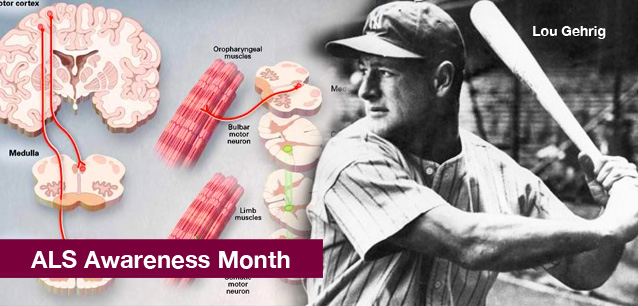 motor cortex
Oropharyngeal
muscles
Lou Gehrig
Bulbar
motor
neuron
Medulla
Limb
muscles
ALS Awareness Month
motor
neuron